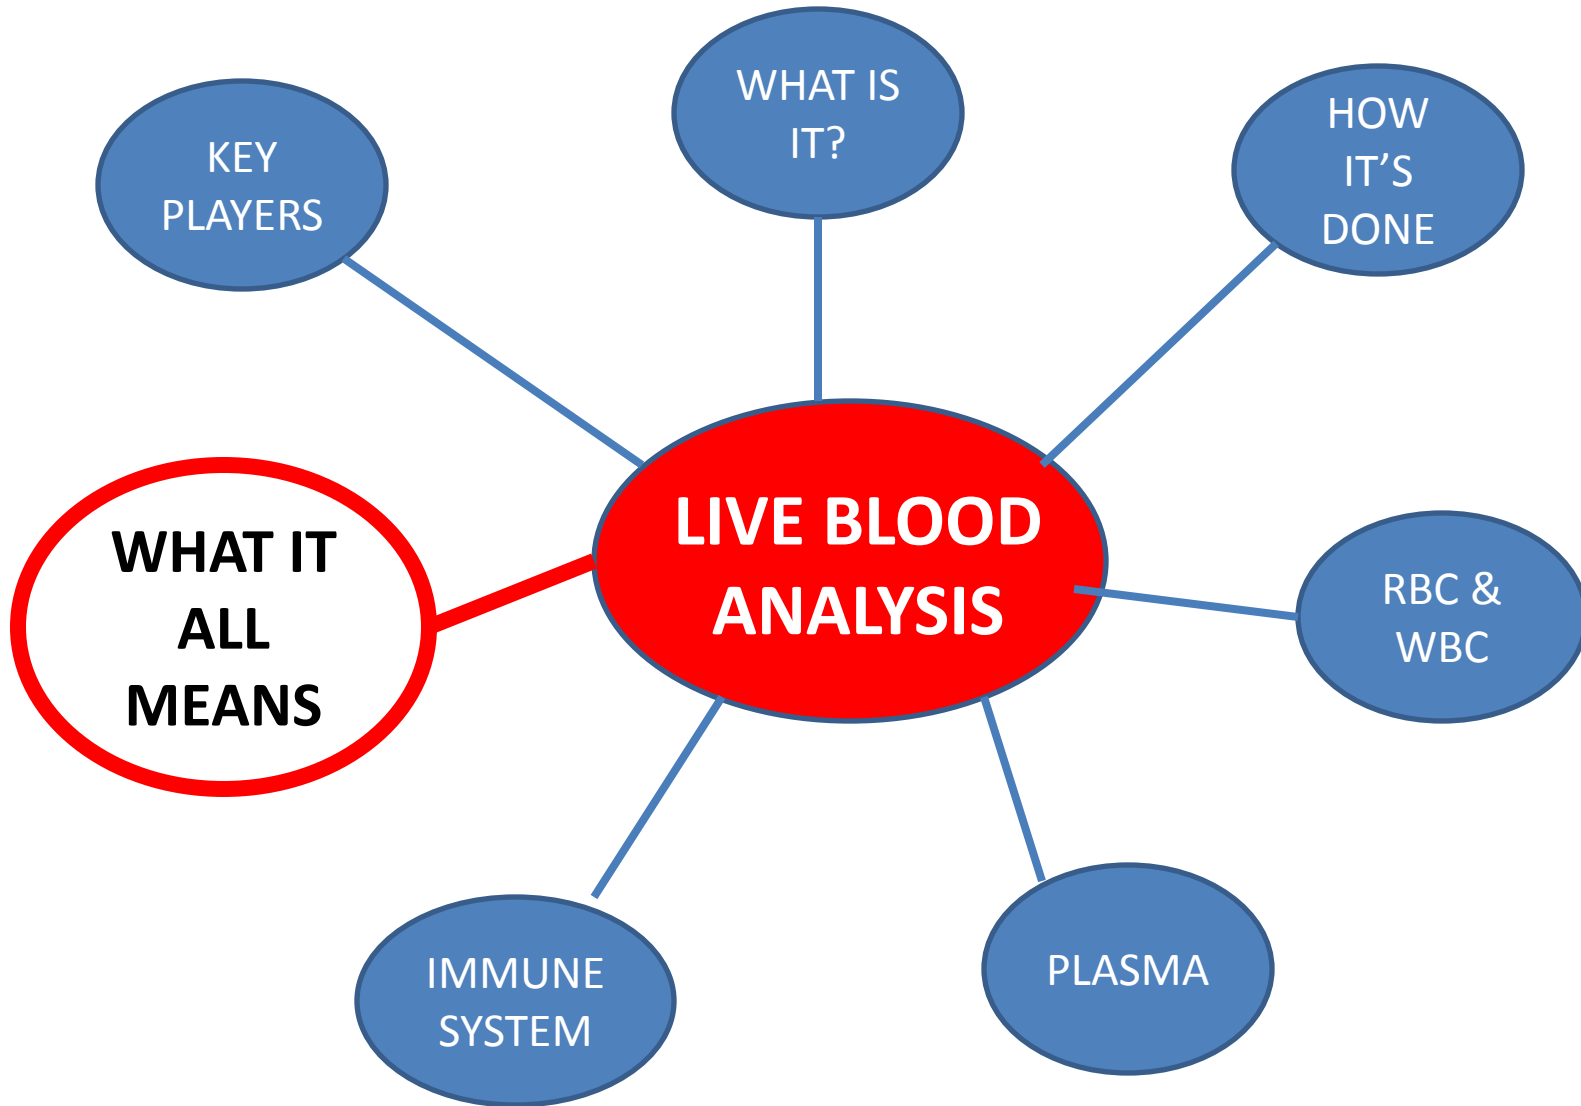 WHAT IS
IT?
HOW
IT’S
DONE
KEY
PLAYERS
LIVE BLOOD
ANALYSIS
WHAT IT
ALL
MEANS
RBC &
WBC
IMMUNE
SYSTEM
PLASMA